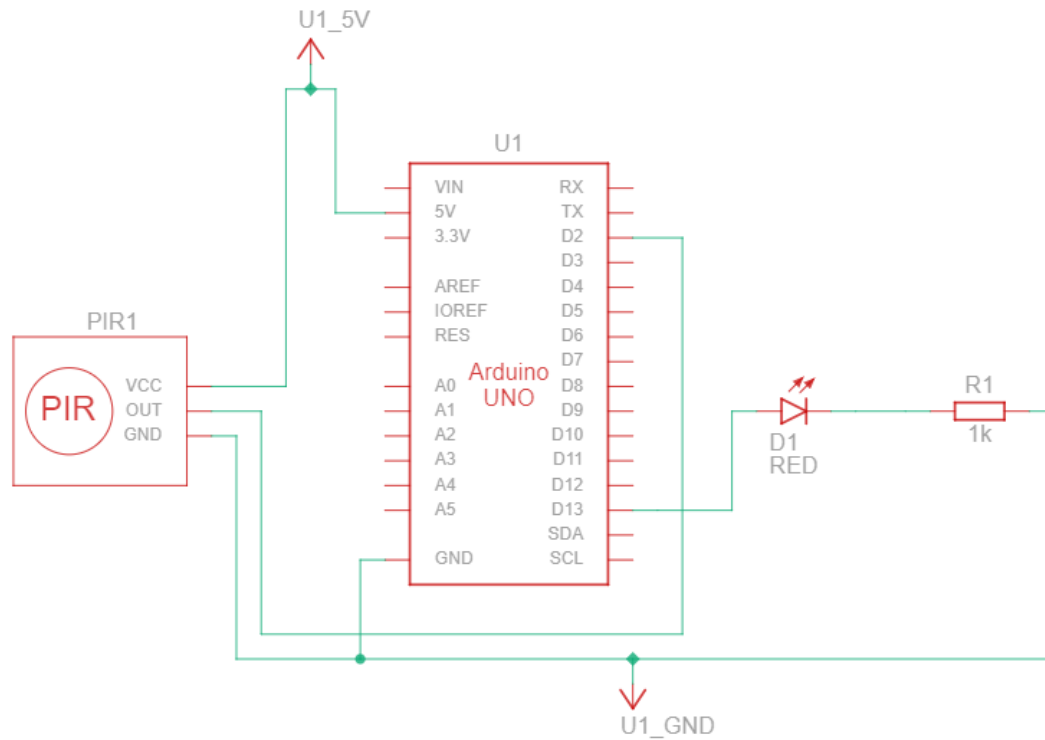 U1_5V
U1
VIN
5V
3.3V
AREF
IOREF
RES
A0
A1
A2
A3
A4
A5
GND
Arduino
UNO
RX
TX
D2
D3
D4
D5
D6
D7
D8
D9
D10
D11
D12
D13
SDA
SCL
PIR1
PIR
VCC
OUT
GND
D1
RED
R1
1k
U1_GND